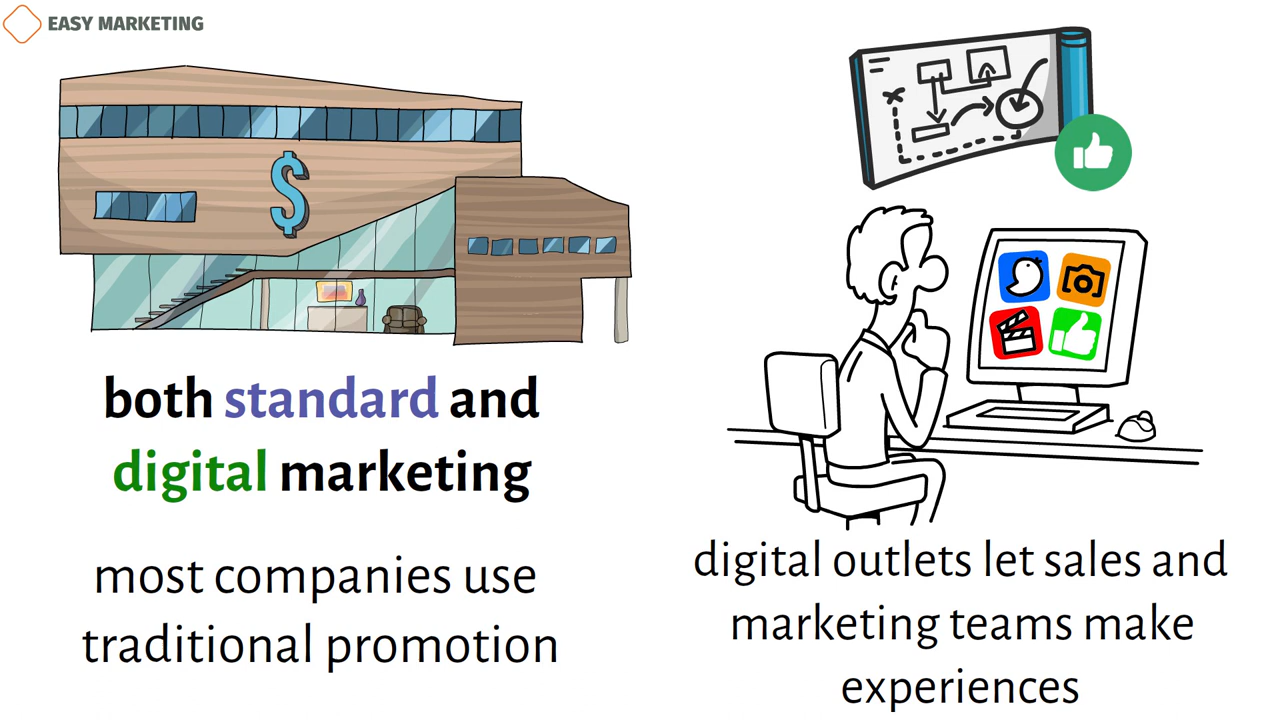 EASY MARKETING
$
both standard and
digital marketing
most companies use
traditional promotion
digital outlets let sales and
marketing teams make
experiences